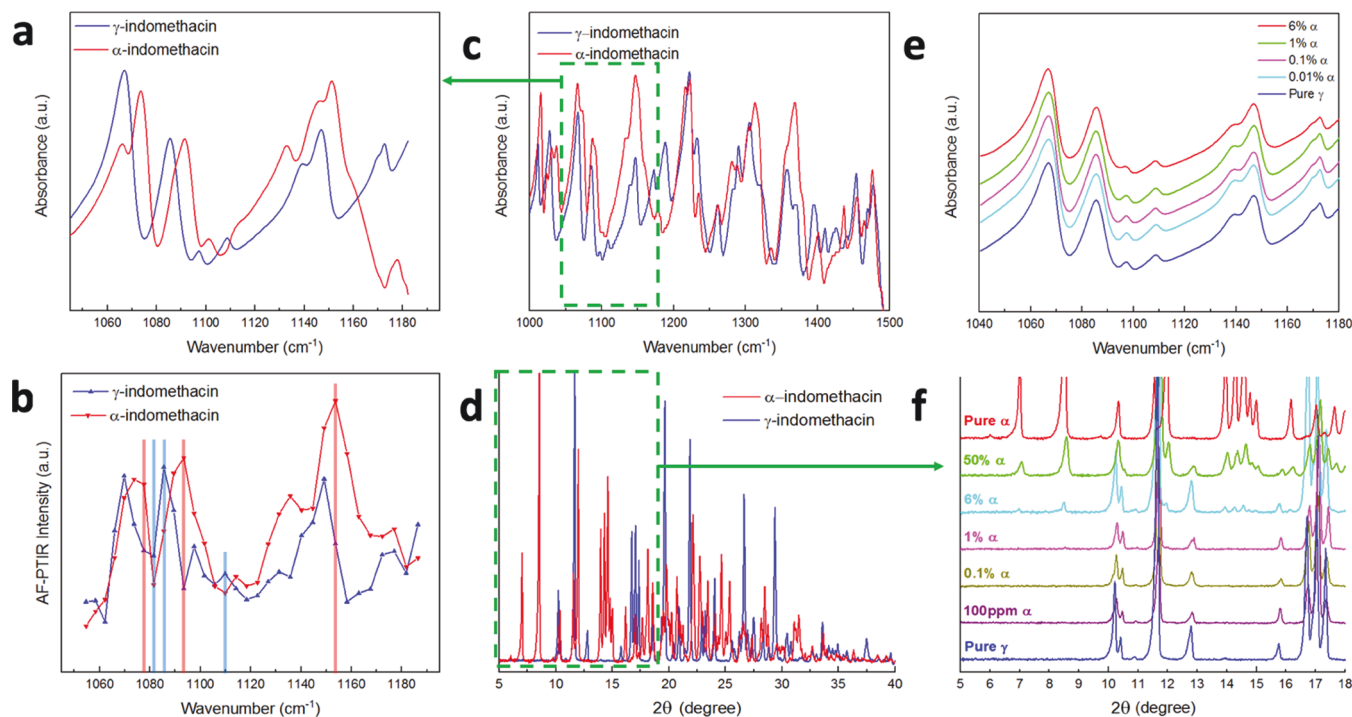 a
γ-indomethacin
α-indomethacin
Absorbance (a.u.)
1060 1080 1100 1120 1140 1160 1180
Wavenumber (cm-1)
c
γ–indomethacin
α-indomethacin
Absorbance (a.u.)
1000 1100 1200 1300 1400 1500
Wavenumber (cm-1)
e
6% α
1% α
0.1% α
0.01% α
Pure γ
Absorbance (a.u.)
1040 1060 1080 1100 1120 1140 1160 1180
Wavenumber (cm-1)
b
γ-indomethacin
α-indomethacin
AF-PTIR Intensity (a.u.)
1060 1080 1100 1120 1140 1160 1180
Wavenumber (cm-1)
d
α–indomethacin
γ-indomethacin
5 10 15 20 25 30 35 40
2θ (degree)
f
Pure α
50% α
6% α
1% α
0.1% α
100ppm α
Pure γ
5 6 7 8 9 10 11 12 13 14 15 16 17 18
2θ (degree)